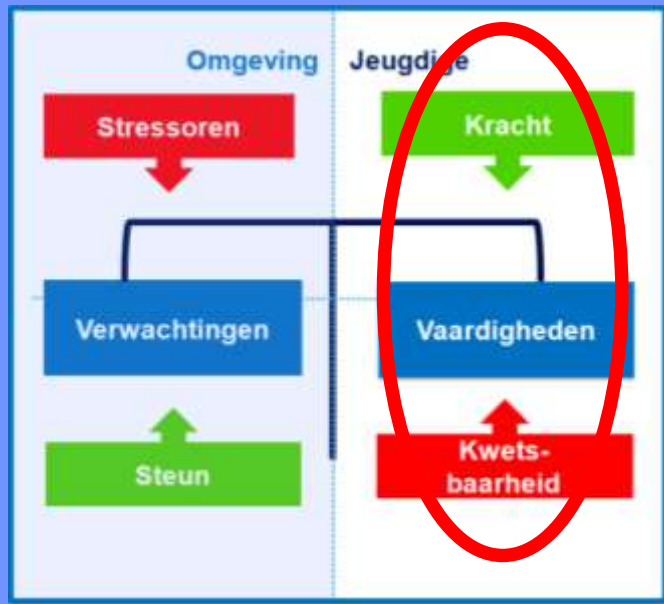 Omgeving
Jeugdige
Stressoren
Kracht
Verwachtingen
Vaardigheden
Steun
Kwets-
baarheid